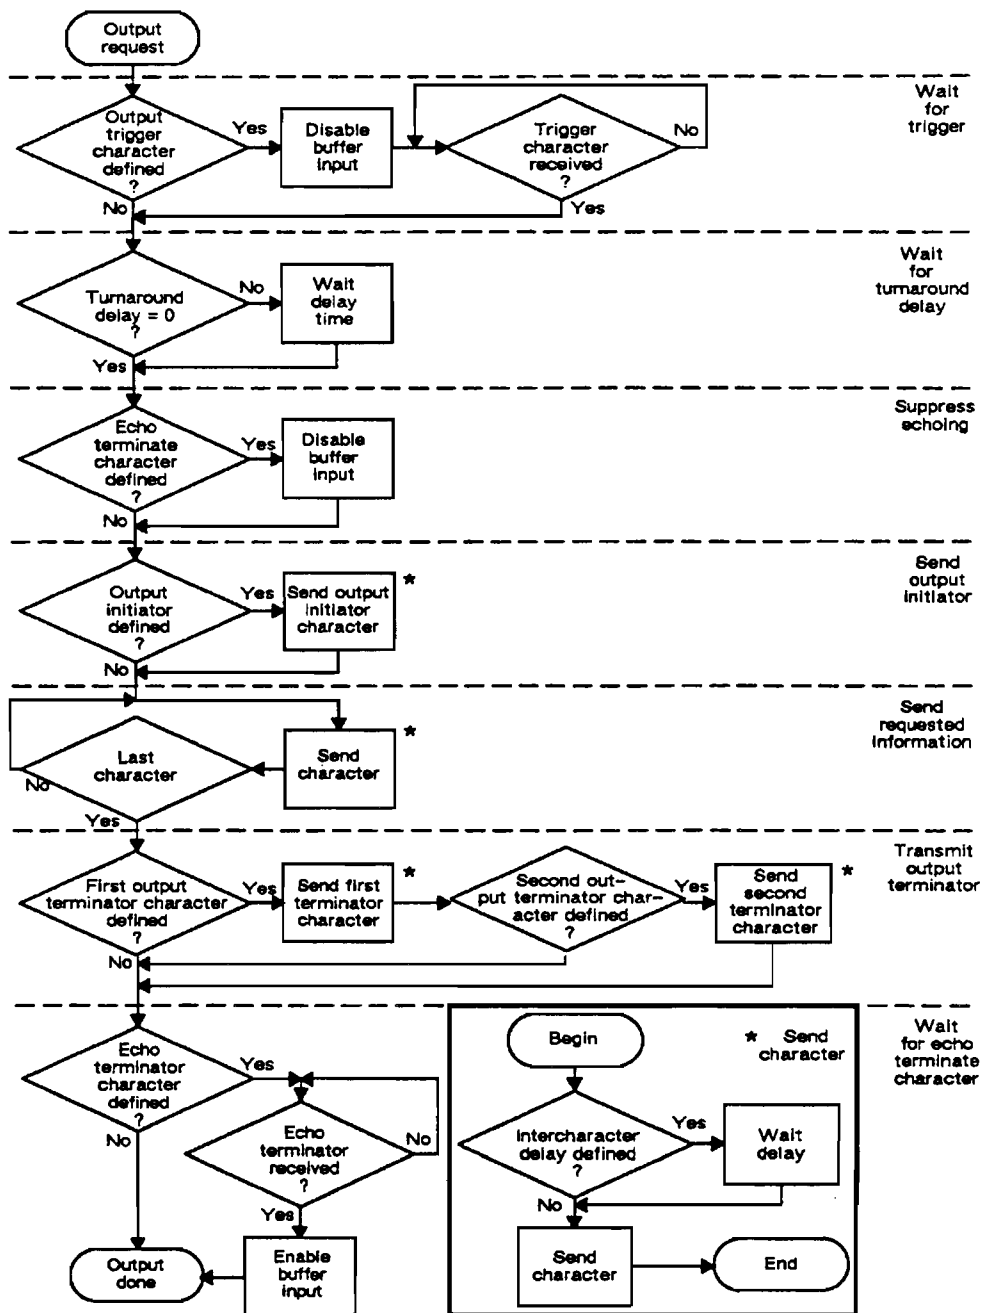 Output
request
Wait
for
trigger
Output
trigger
character
defined
?
Yes
No
Disable
buffer
input
Trigger
character
received
?
No
Yes
Wait
for
turnaround
delay
Turnaround
delay = 0
?
No
Yes
Wait
delay
time
Suppress
echoing
Echo
terminate
character
defined
?
Yes
No
Disable
buffer
input
Send
output
initiator
Output
initiator
defined
?
Yes
No
Send output
initiator
character
*
Send
requested
information
Last
character
No
Yes
Send
character
*
Transmit
output
terminator
First output
terminator character
defined
?
Yes
No
Send first
terminator
character
*
Second out-
put terminator char-
acter defined
?
Yes
Send
second
terminator
character
*
Wait
for echo
terminate
character
Echo
terminator
character
defined
?
Yes
No
Echo
terminator
received
?
No
Yes
Enable
buffer
input
Output
done
* Send
character
Begin
Intercharacter
delay defined
?
Yes
No
Wait
delay
Send
character
End